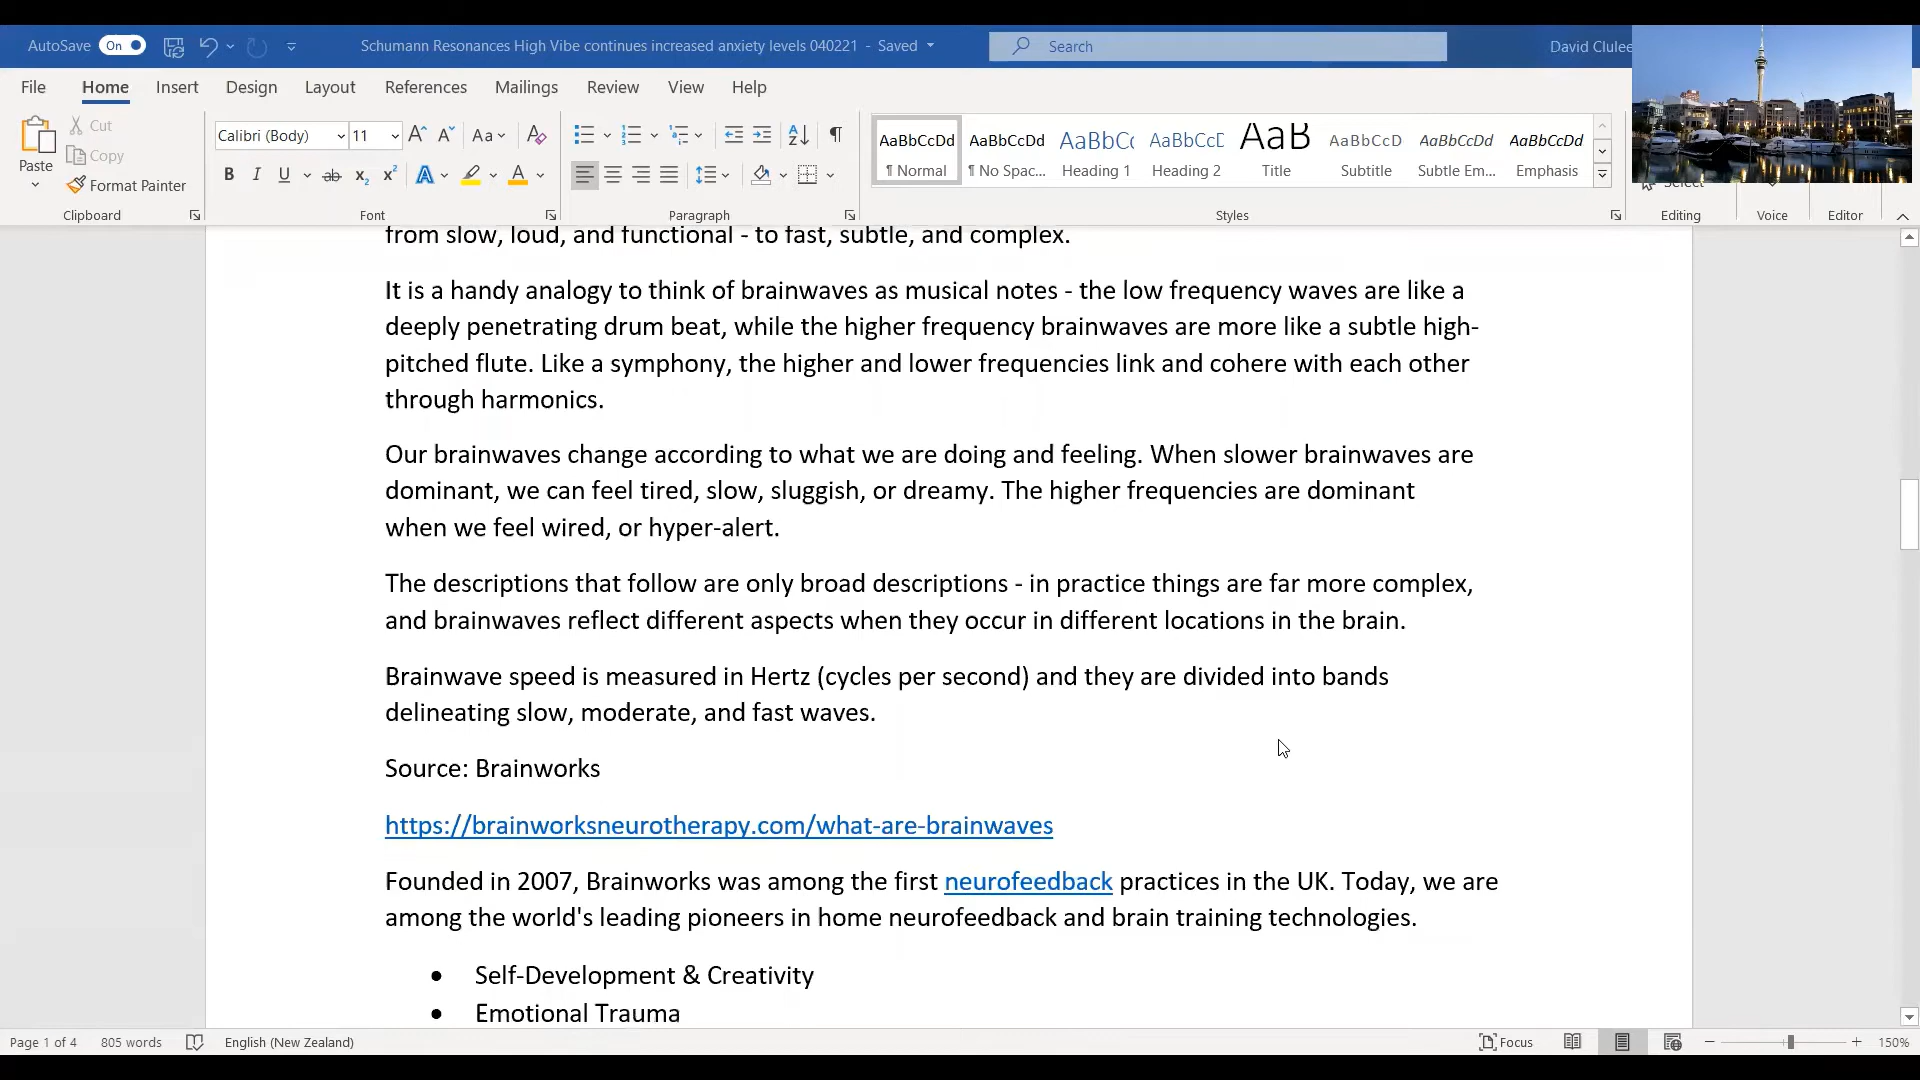 AutoSave On Schumann Resonances High Vibe continues increased anxiety levels 040221 - Saved Search David Clulee
File Home Insert Design Layout References Mailings Review View Help
Paste Cut Copy Format Painter
Calibri (Body) 11
AaBbCcDd AaBbCcDd AaBbCc AaBbCcD AaB AaBbCcD AaBbCcDd AaBbCcDd
¶ Normal ¶ No Spac... Heading 1 Heading 2 Title Subtitle Subtle Em... Emphasis
Select
Clipboard Font Paragraph Styles Editing Voice Editor
from slow, loud, and functional - to fast, subtle, and complex.
It is a handy analogy to think of brainwaves as musical notes - the low frequency waves are like a
deeply penetrating drum beat, while the higher frequency brainwaves are more like a subtle high-
pitched flute. Like a symphony, the higher and lower frequencies link and cohere with each other
through harmonics.
Our brainwaves change according to what we are doing and feeling. When slower brainwaves are
dominant, we can feel tired, slow, sluggish, or dreamy. The higher frequencies are dominant
when we feel wired, or hyper-alert.
The descriptions that follow are only broad descriptions - in practice things are far more complex,
and brainwaves reflect different aspects when they occur in different locations in the brain.
Brainwave speed is measured in Hertz (cycles per second) and they are divided into bands
delineating slow, moderate, and fast waves.
Source: Brainworks
https://brainworksneurotherapy.com/what-are-brainwaves
Founded in 2007, Brainworks was among the first neurofeedback practices in the UK. Today, we are
among the world's leading pioneers in home neurofeedback and brain training technologies.
• Self-Development & Creativity
• Emotional Trauma
Page 1 of 4 805 words English (New Zealand) Focus 150%